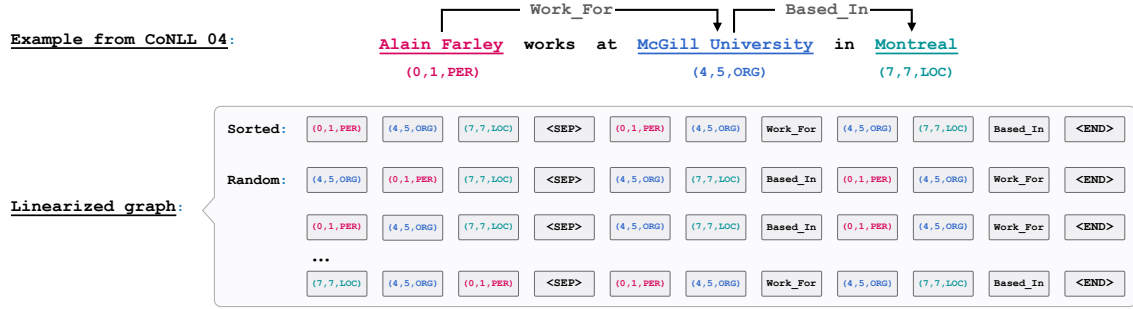 Work_For Based_In
Example from CoNLL 04: Alain Farley works at McGill University in Montreal
(0,1,PER) (4,5,ORG) (7,7,LOC)
Sorted: (0,1,PER) (4,5,ORG) (7,7,LOC) <SEP> (0,1,PER) (4,5,ORG) Work_For (4,5,ORG) (7,7,LOC) Based_In <END>
Random: (4,5,ORG) (0,1,PER) (7,7,LOC) <SEP> (4,5,ORG) (7,7,LOC) Based_In (0,1,PER) (4,5,ORG) Work_For <END>
Linearized graph:
(0,1,PER) (4,5,ORG) (7,7,LOC) <SEP> (4,5,ORG) (7,7,LOC) Based_In (0,1,PER) (4,5,ORG) Work_For <END>
...
(7,7,LOC) (4,5,ORG) (0,1,PER) <SEP> (0,1,PER) (4,5,ORG) Work_For (4,5,ORG) (7,7,LOC) Based_In <END>